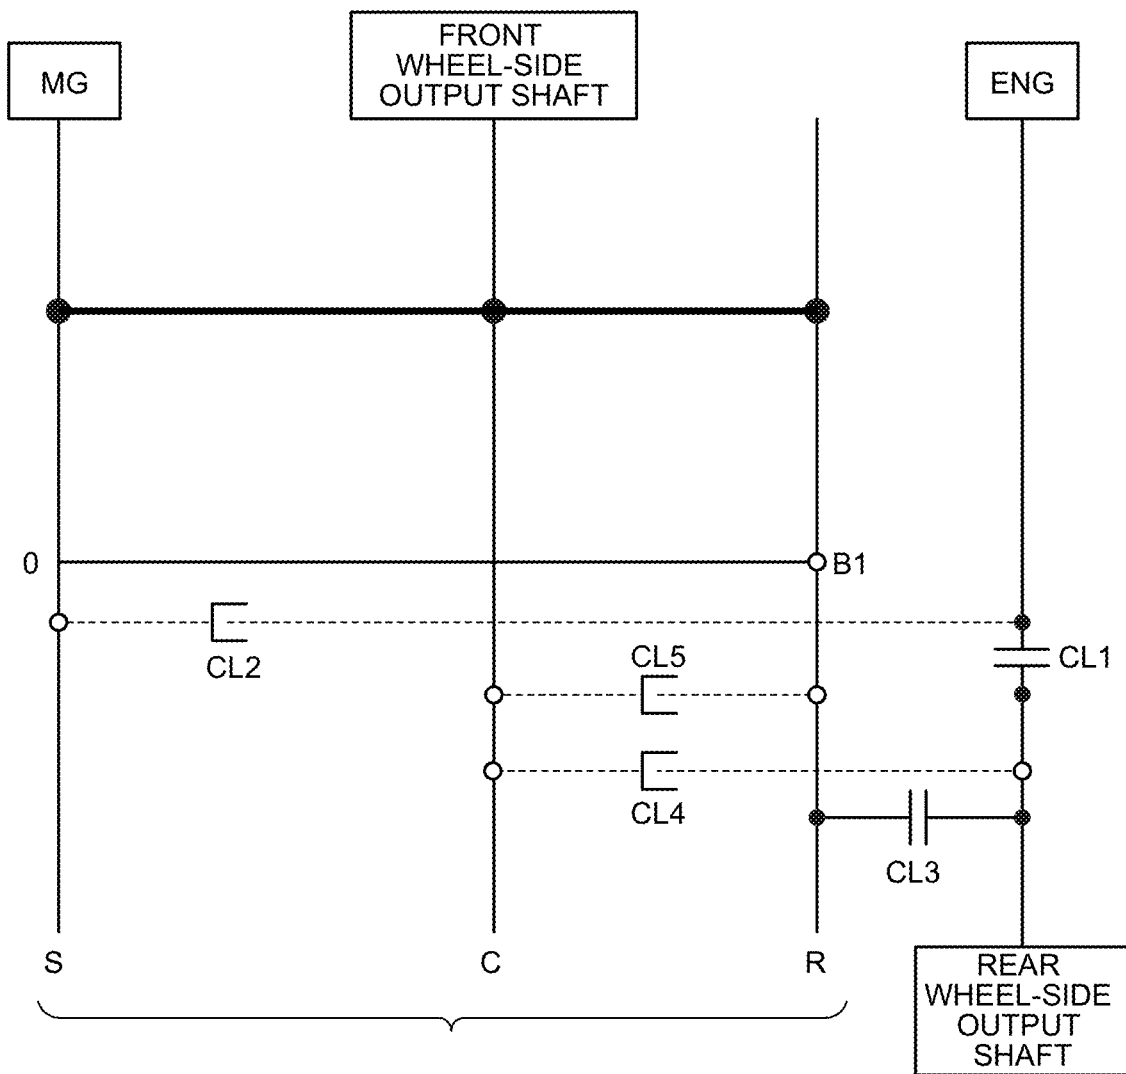 MG
FRONT
WHEEL-SIDE
OUTPUT SHAFT
ENG
0
B1
CL2
CL5
CL1
CL4
CL3
S
C
R
REAR
WHEEL-SIDE
OUTPUT
SHAFT